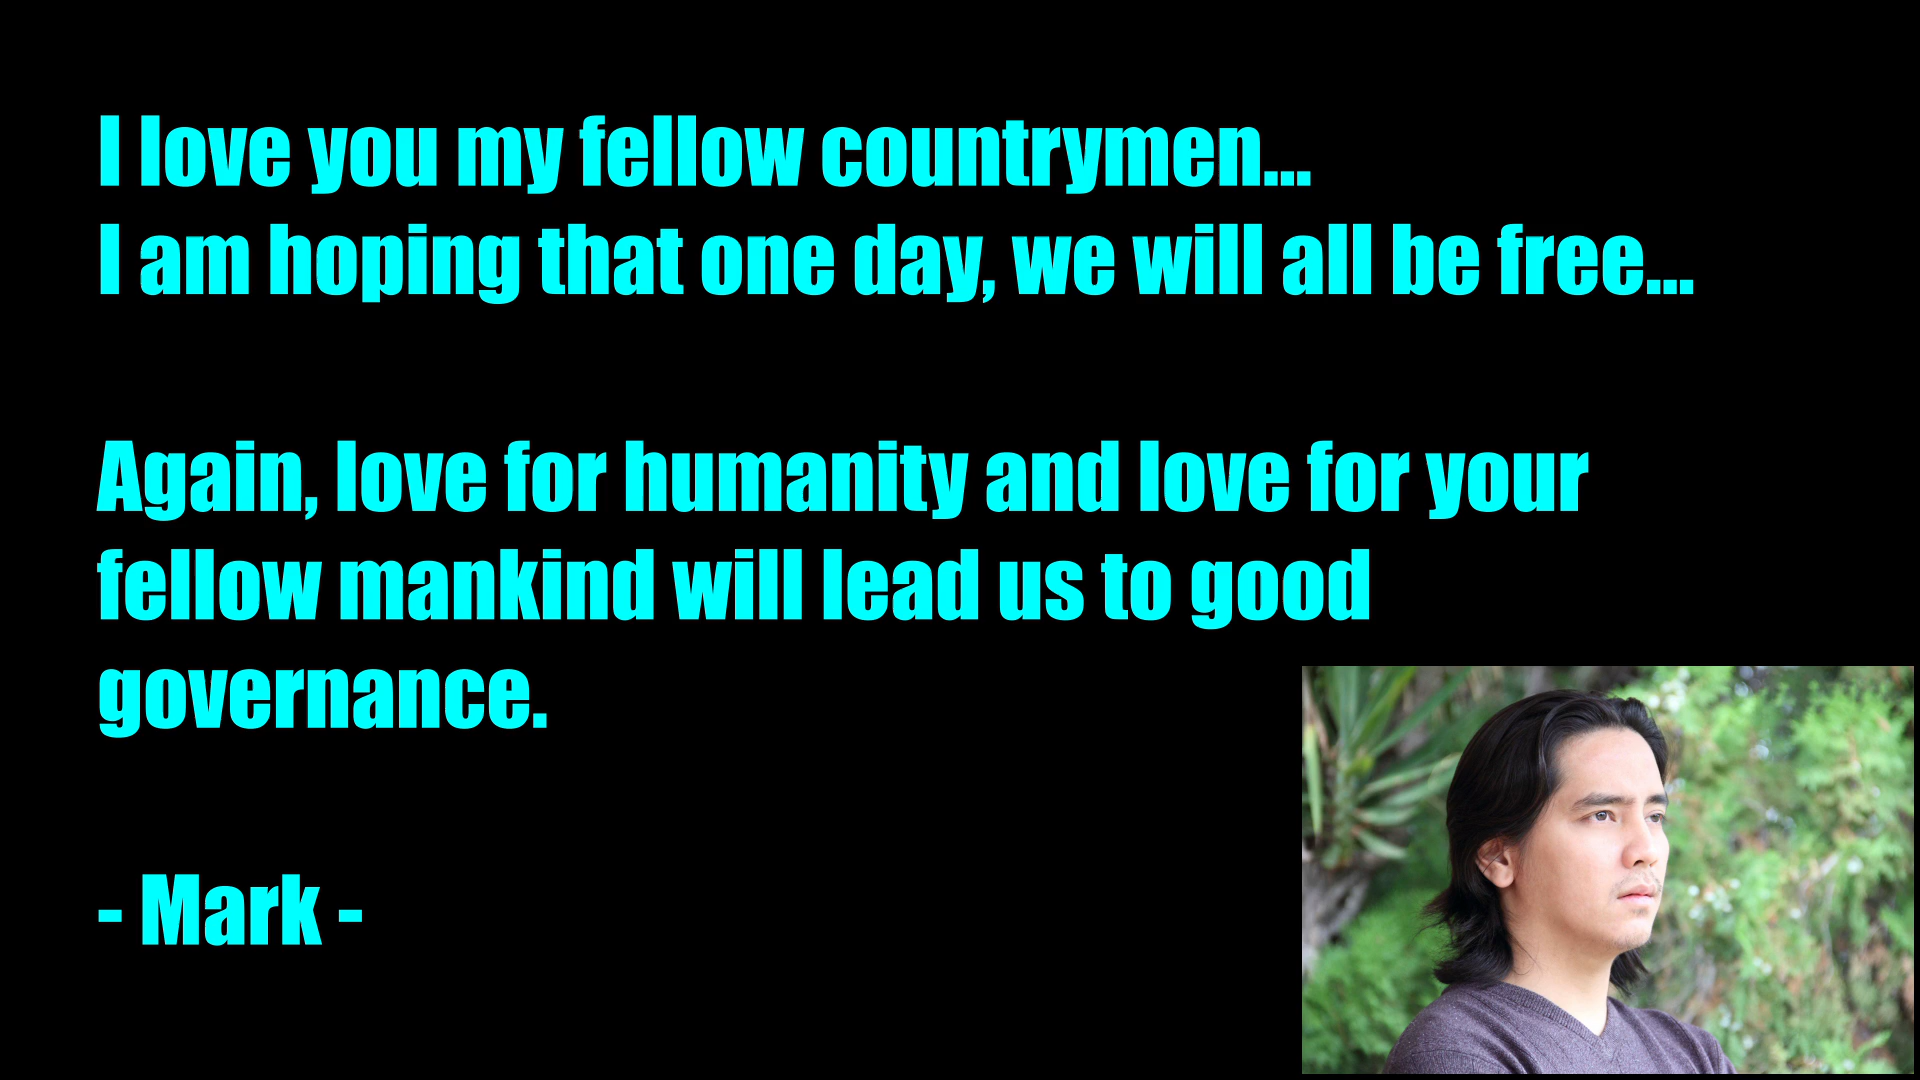 I love you my fellow countrymen...
I am hoping that one day, we will all be free...
Again, love for humanity and love for your
fellow mankind will lead us to good
governance.
- Mark -